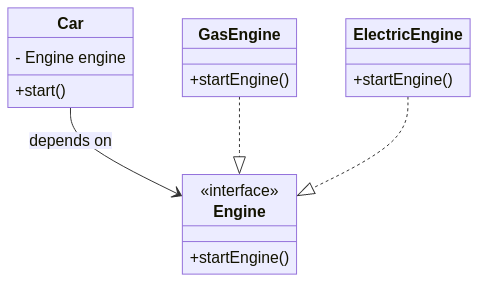 Car
- Engine engine
+start()
GasEngine
+startEngine()
ElectricEngine
+startEngine()
depends on
«interface»
Engine
+startEngine()